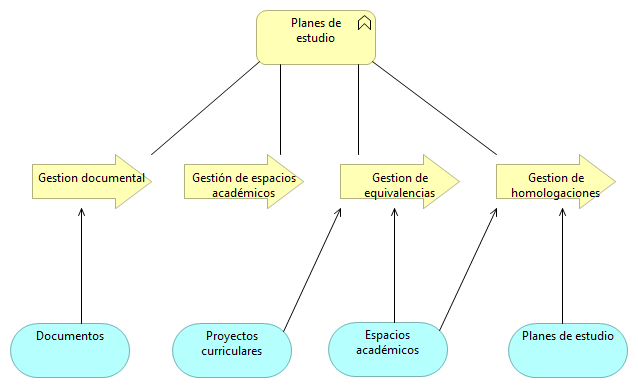 Planes de
estudio
Gestion documental
Gestión de espacios
académicos
Gestion de
equivalencias
Gestion de
homologaciones
Documentos
Proyectos
curriculares
Espacios
académicos
Planes de estudio